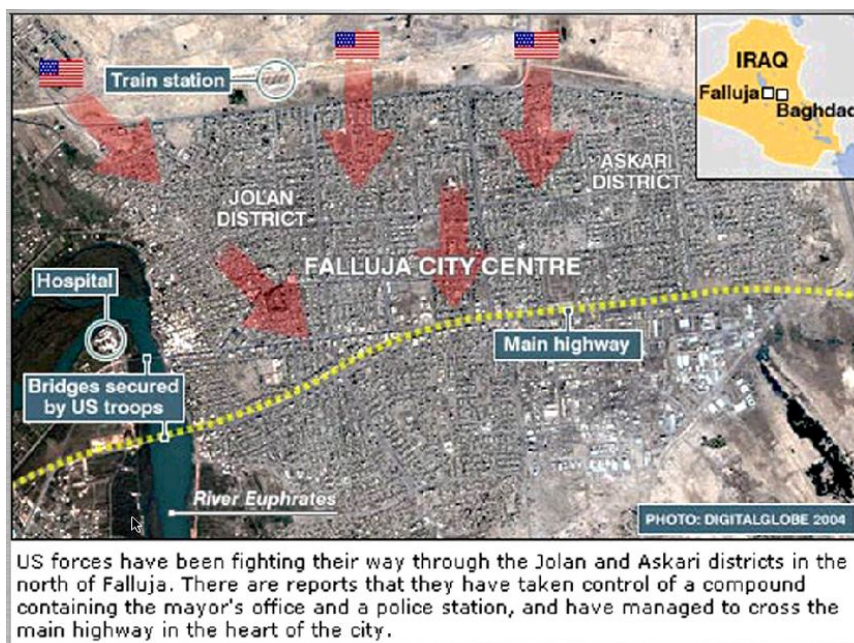 IRAQ
Falluja
Baghdad
Train station
ASKARI
DISTRICT
JOLAN
DISTRICT
FALLUJA CITY CENTRE
Hospital
Main highway
Bridges secured
by US troops
River Euphrates
PHOTO: DIGITALGLOBE 2004
US forces have been fighting their way through the Jolan and Askari districts in the
north of Falluja. There are reports that they have taken control of a compound
containing the mayor's office and a police station, and have managed to cross the
main highway in the heart of the city.